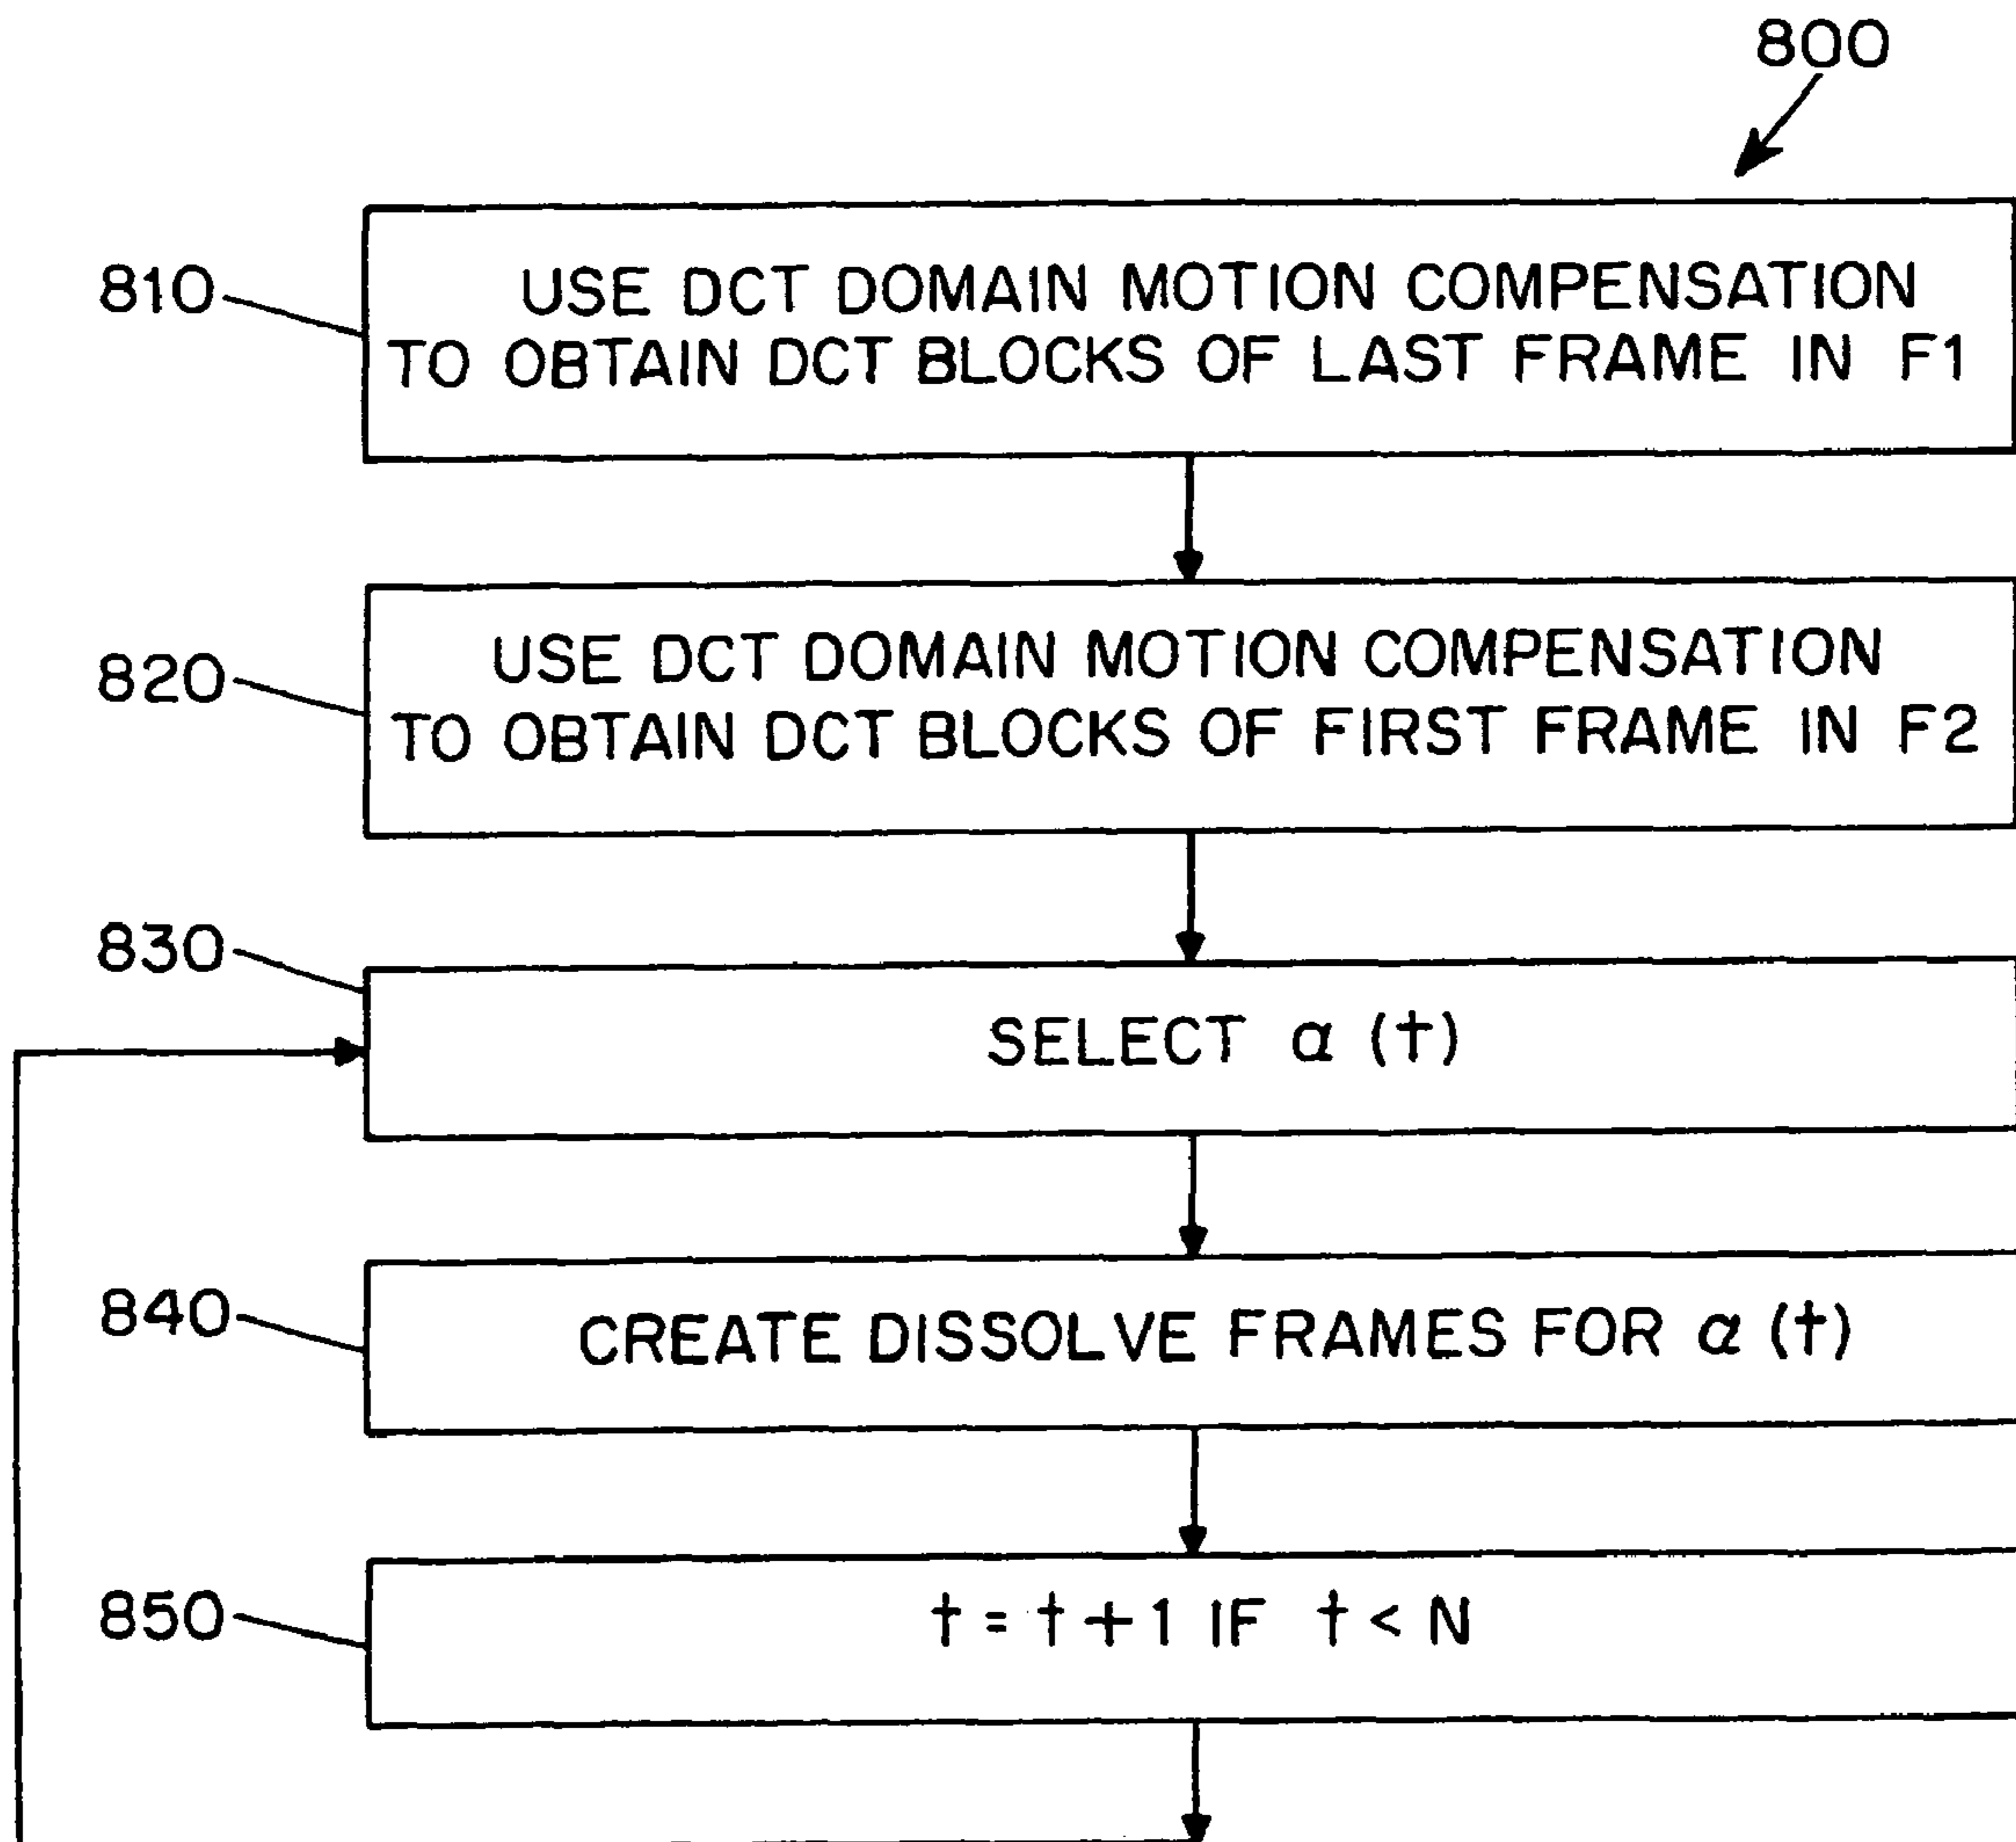 800
810
USE DCT DOMAIN MOTION COMPENSATION
TO OBTAIN DCT BLOCKS OF LAST FRAME IN F1
820
USE DCT DOMAIN MOTION COMPENSATION
TO OBTAIN DCT BLOCKS OF FIRST FRAME IN F2
830
SELECT α (t)
840
CREATE DISSOLVE FRAMES FOR α (t)
850
t = t + 1 IF t < N